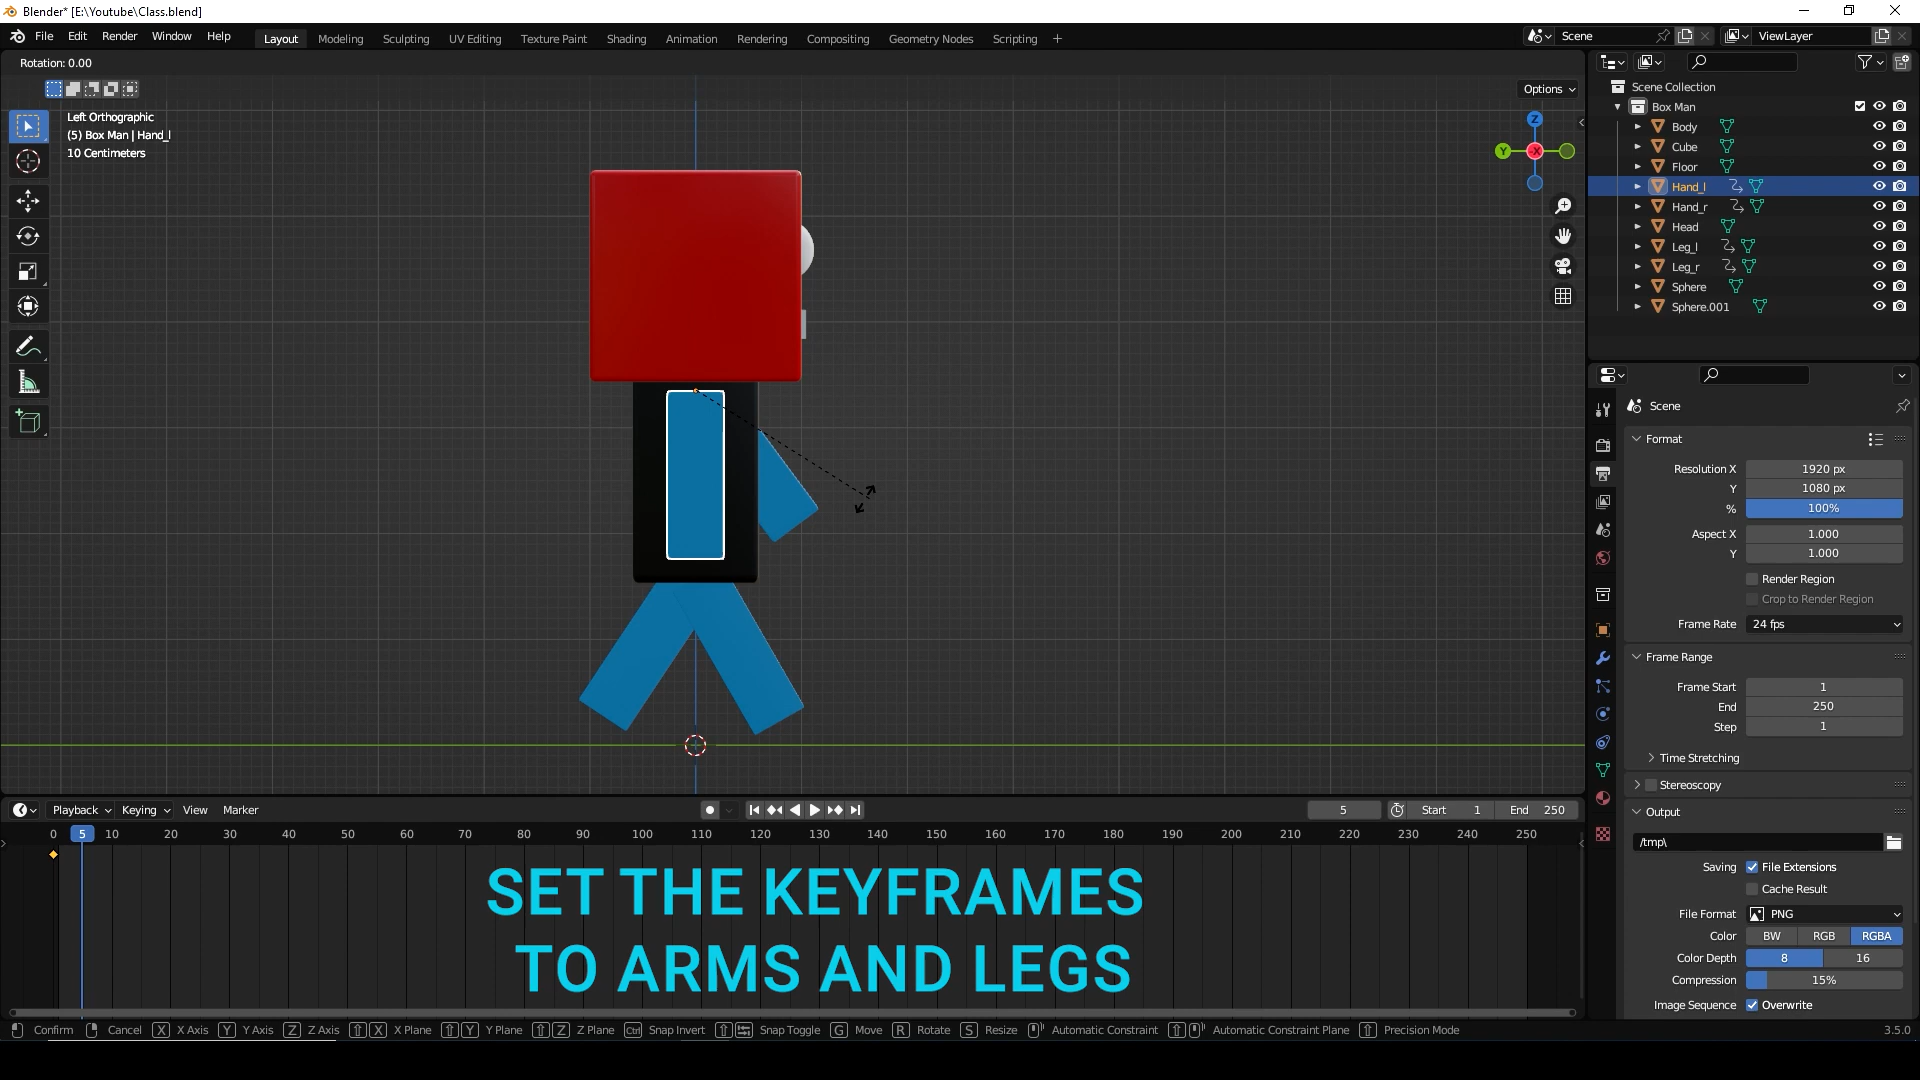 Blender* [E:\Youtube\Class.blend]
File Edit Render Window Help Layout Modeling Sculpting UV Editing Texture Paint Shading Animation Rendering Compositing Geometry Nodes Scripting + Scene ViewLayer
Rotation: 0.00
Options
Left Orthographic
(5) Box Man | Hand_l
10 Centimeters
Z
Y
-X
Scene Collection
Box Man
Body
Cube
Floor
Hand_l
Hand_r
Head
Leg_l
Leg_r
Sphere
Sphere.001
Scene
Format
Resolution X 1920 px
Y 1080 px
% 100%
Aspect X 1.000
Y 1.000
Render Region
Crop to Render Region
Frame Rate 24 fps
Frame Range
Frame Start 1
End 250
Step 1
Time Stretching
Stereoscopy
Output
/tmp\
Saving File Extensions
Cache Result
File Format PNG
Color BW RGB RGBA
Color Depth 8 16
Compression 15%
Image Sequence Overwrite
Playback Keying View Marker 5 Start 1 End 250
0 5 10 20 30 40 50 60 70 80 90 100 110 120 130 140 150 160 170 180 190 200 210 220 230 240 250
SET THE KEYFRAMES
TO ARMS AND LEGS
Confirm Cancel X X Axis Y Y Axis Z Z Axis X X Plane Y Y Plane Z Z Plane Ctrl Snap Invert Snap Toggle G Move R Rotate S Resize Automatic Constraint Automatic Constraint Plane Precision Mode 3.5.0